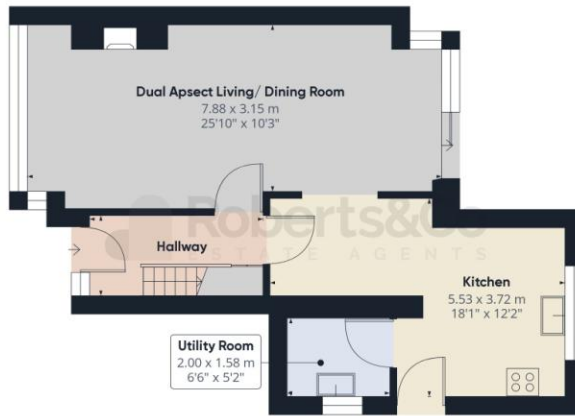 Dual Apsect Living/ Dining Room
7.88 x 3.15 m
25'10" x 10'3"
Roberts&Co
ESTATE AGENTS
Hallway
Kitchen
5.53 x 3.72 m
18'1" x 12'2"
Utility Room
2.00 x 1.58 m
6'6" x 5'2"